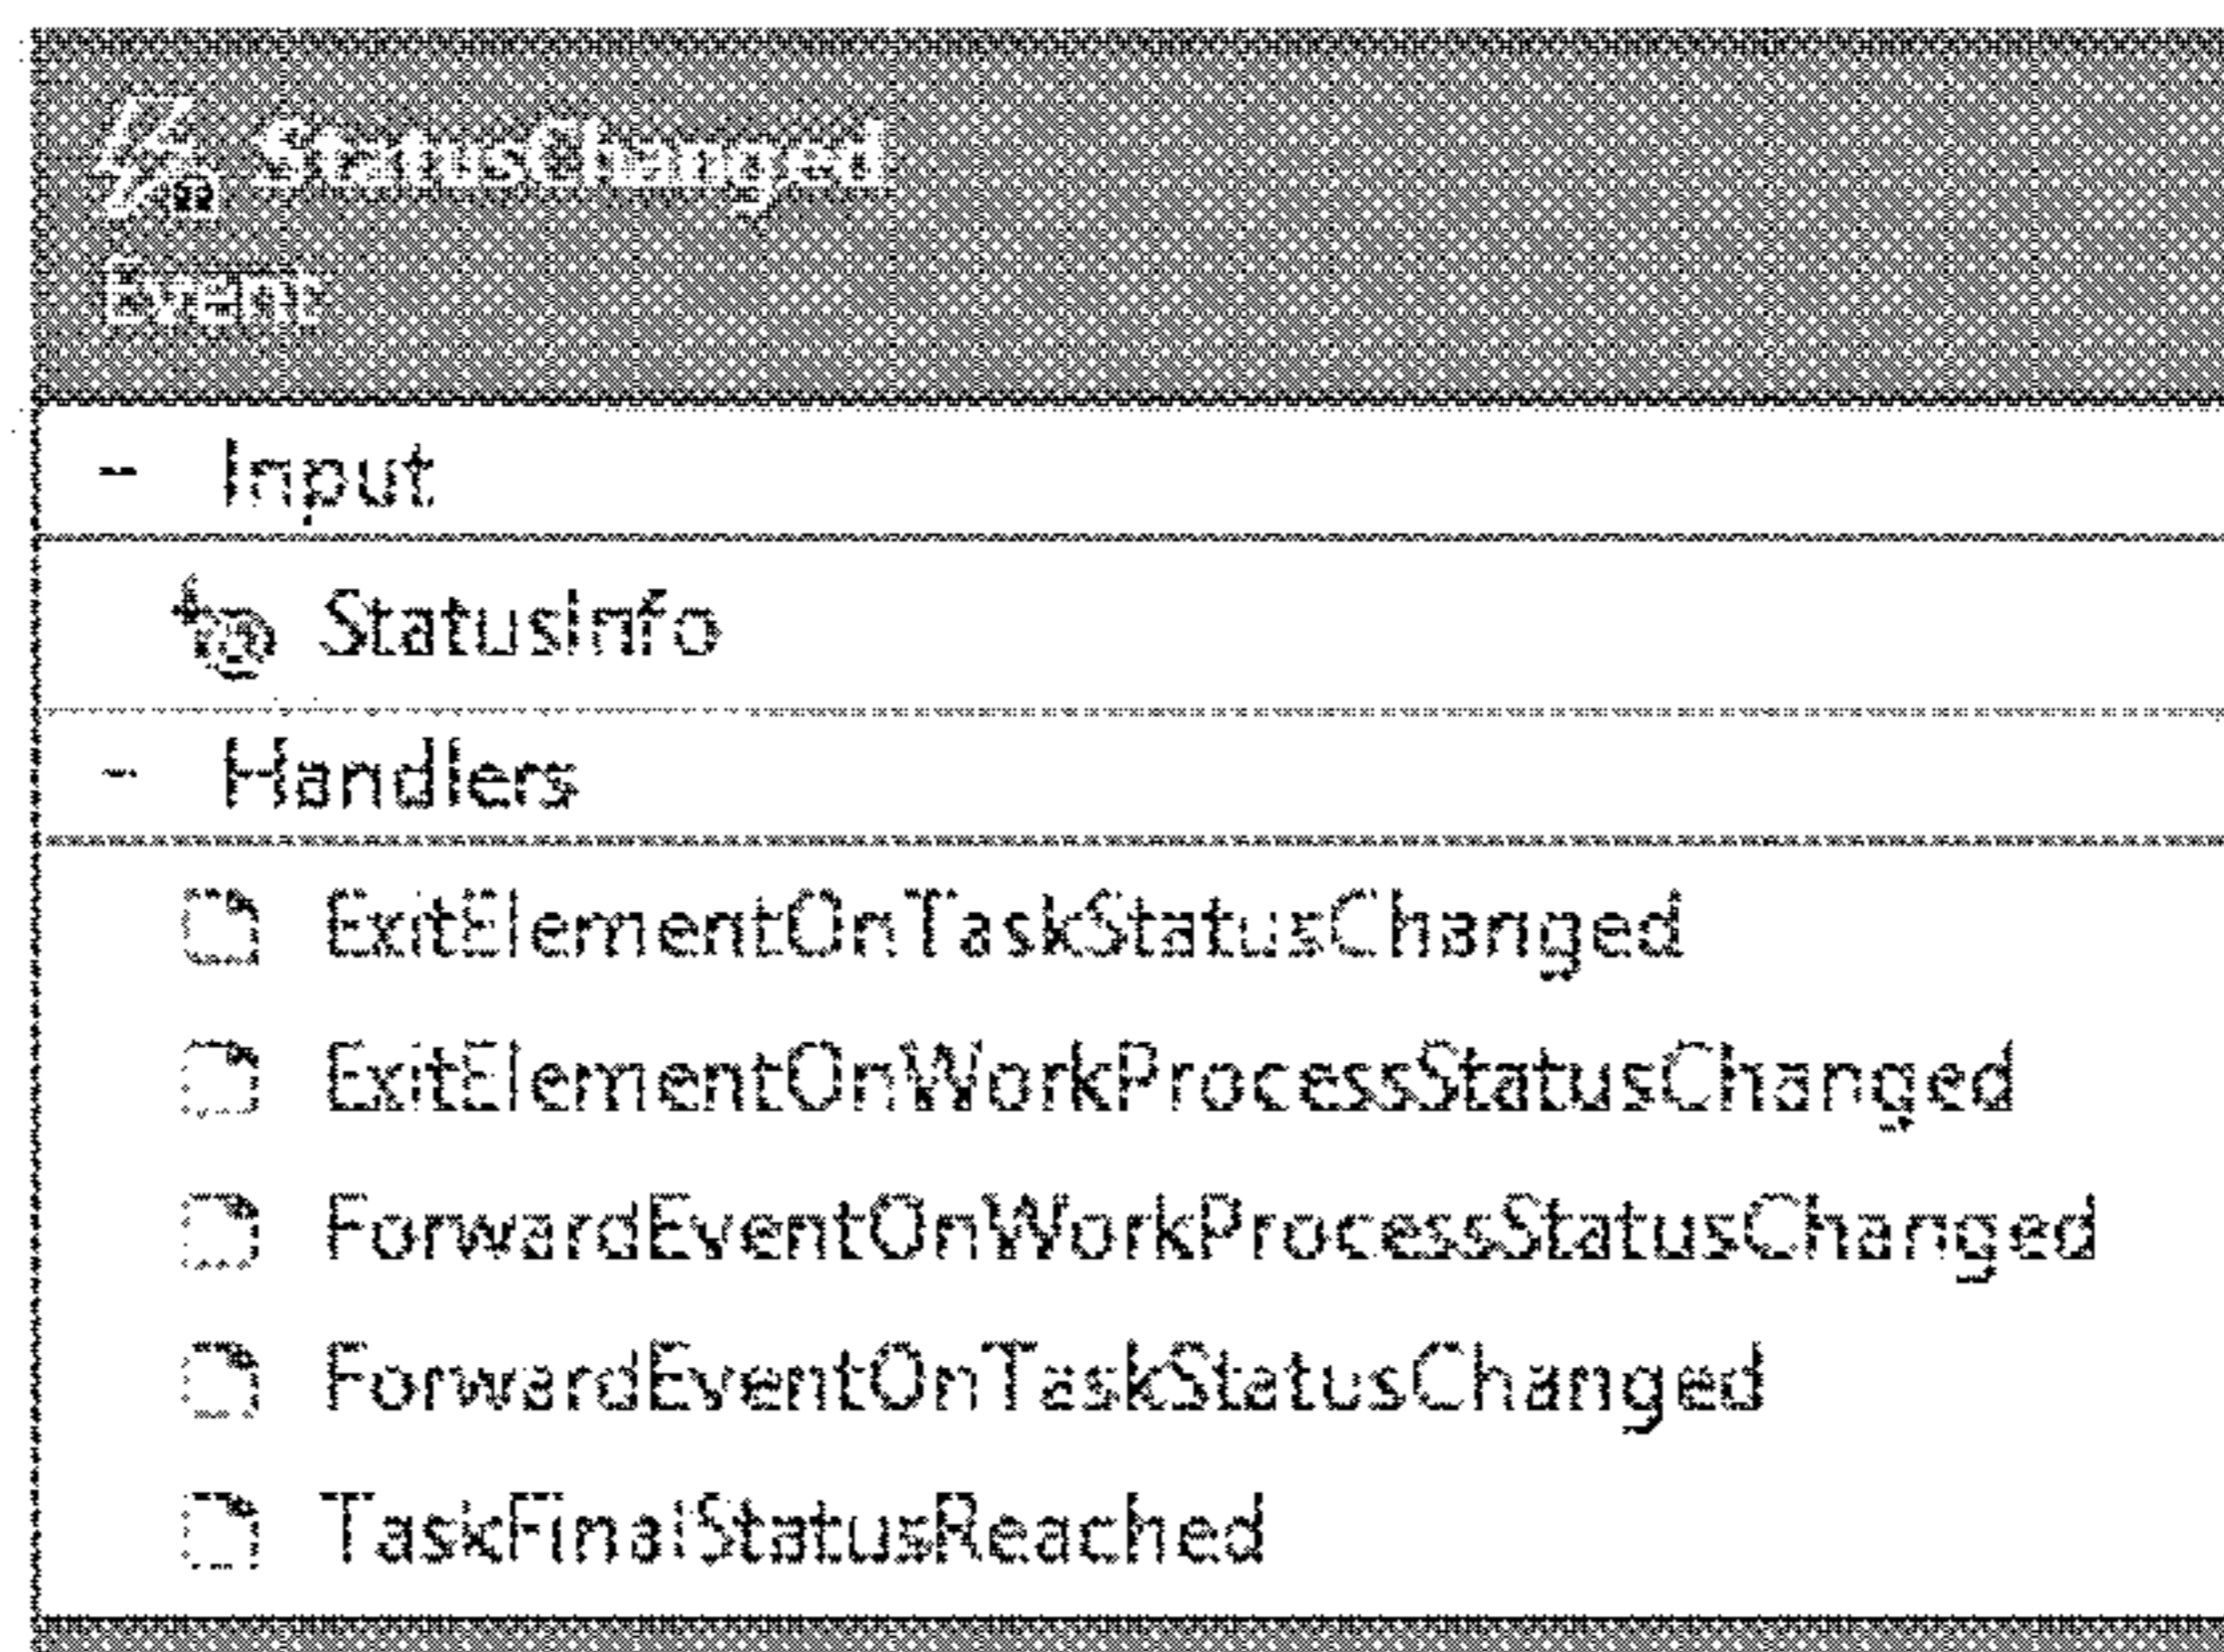 StatusChanged
Event
- Input
StatusInfo
- Handlers
ExitElementOnTaskStatusChanged
ExitElementOnWorkProcessStatusChanged
ForwardEventOnWorkProcessStatusChanged
ForwardEventOnTaskStatusChanged
TaskFinalStatusReached